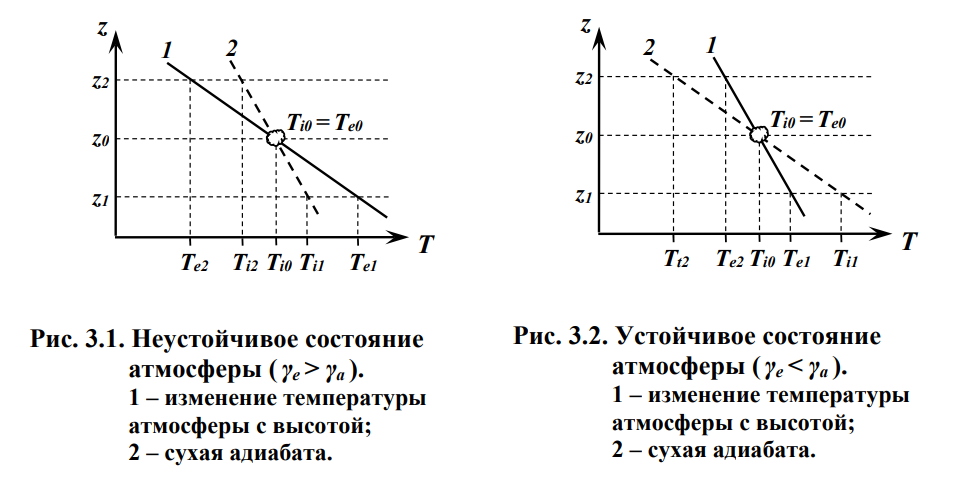 z
1
2
z2
Ti0 = Te0
z0
z1
T
Te2 Ti2 Ti0 Ti1 Te1
Рис. 3.1. Неустойчивое состояние
атмосферы ( γe > γa ).
1 – изменение температуры
атмосферы с высотой;
2 – сухая адиабата.
z
2
1
z2
Ti0 = Te0
z0
z1
T
Tt2 Te2 Ti0 Te1 Ti1
Рис. 3.2. Устойчивое состояние
атмосферы ( γe < γa ).
1 – изменение температуры
атмосферы с высотой;
2 – сухая адиабата.